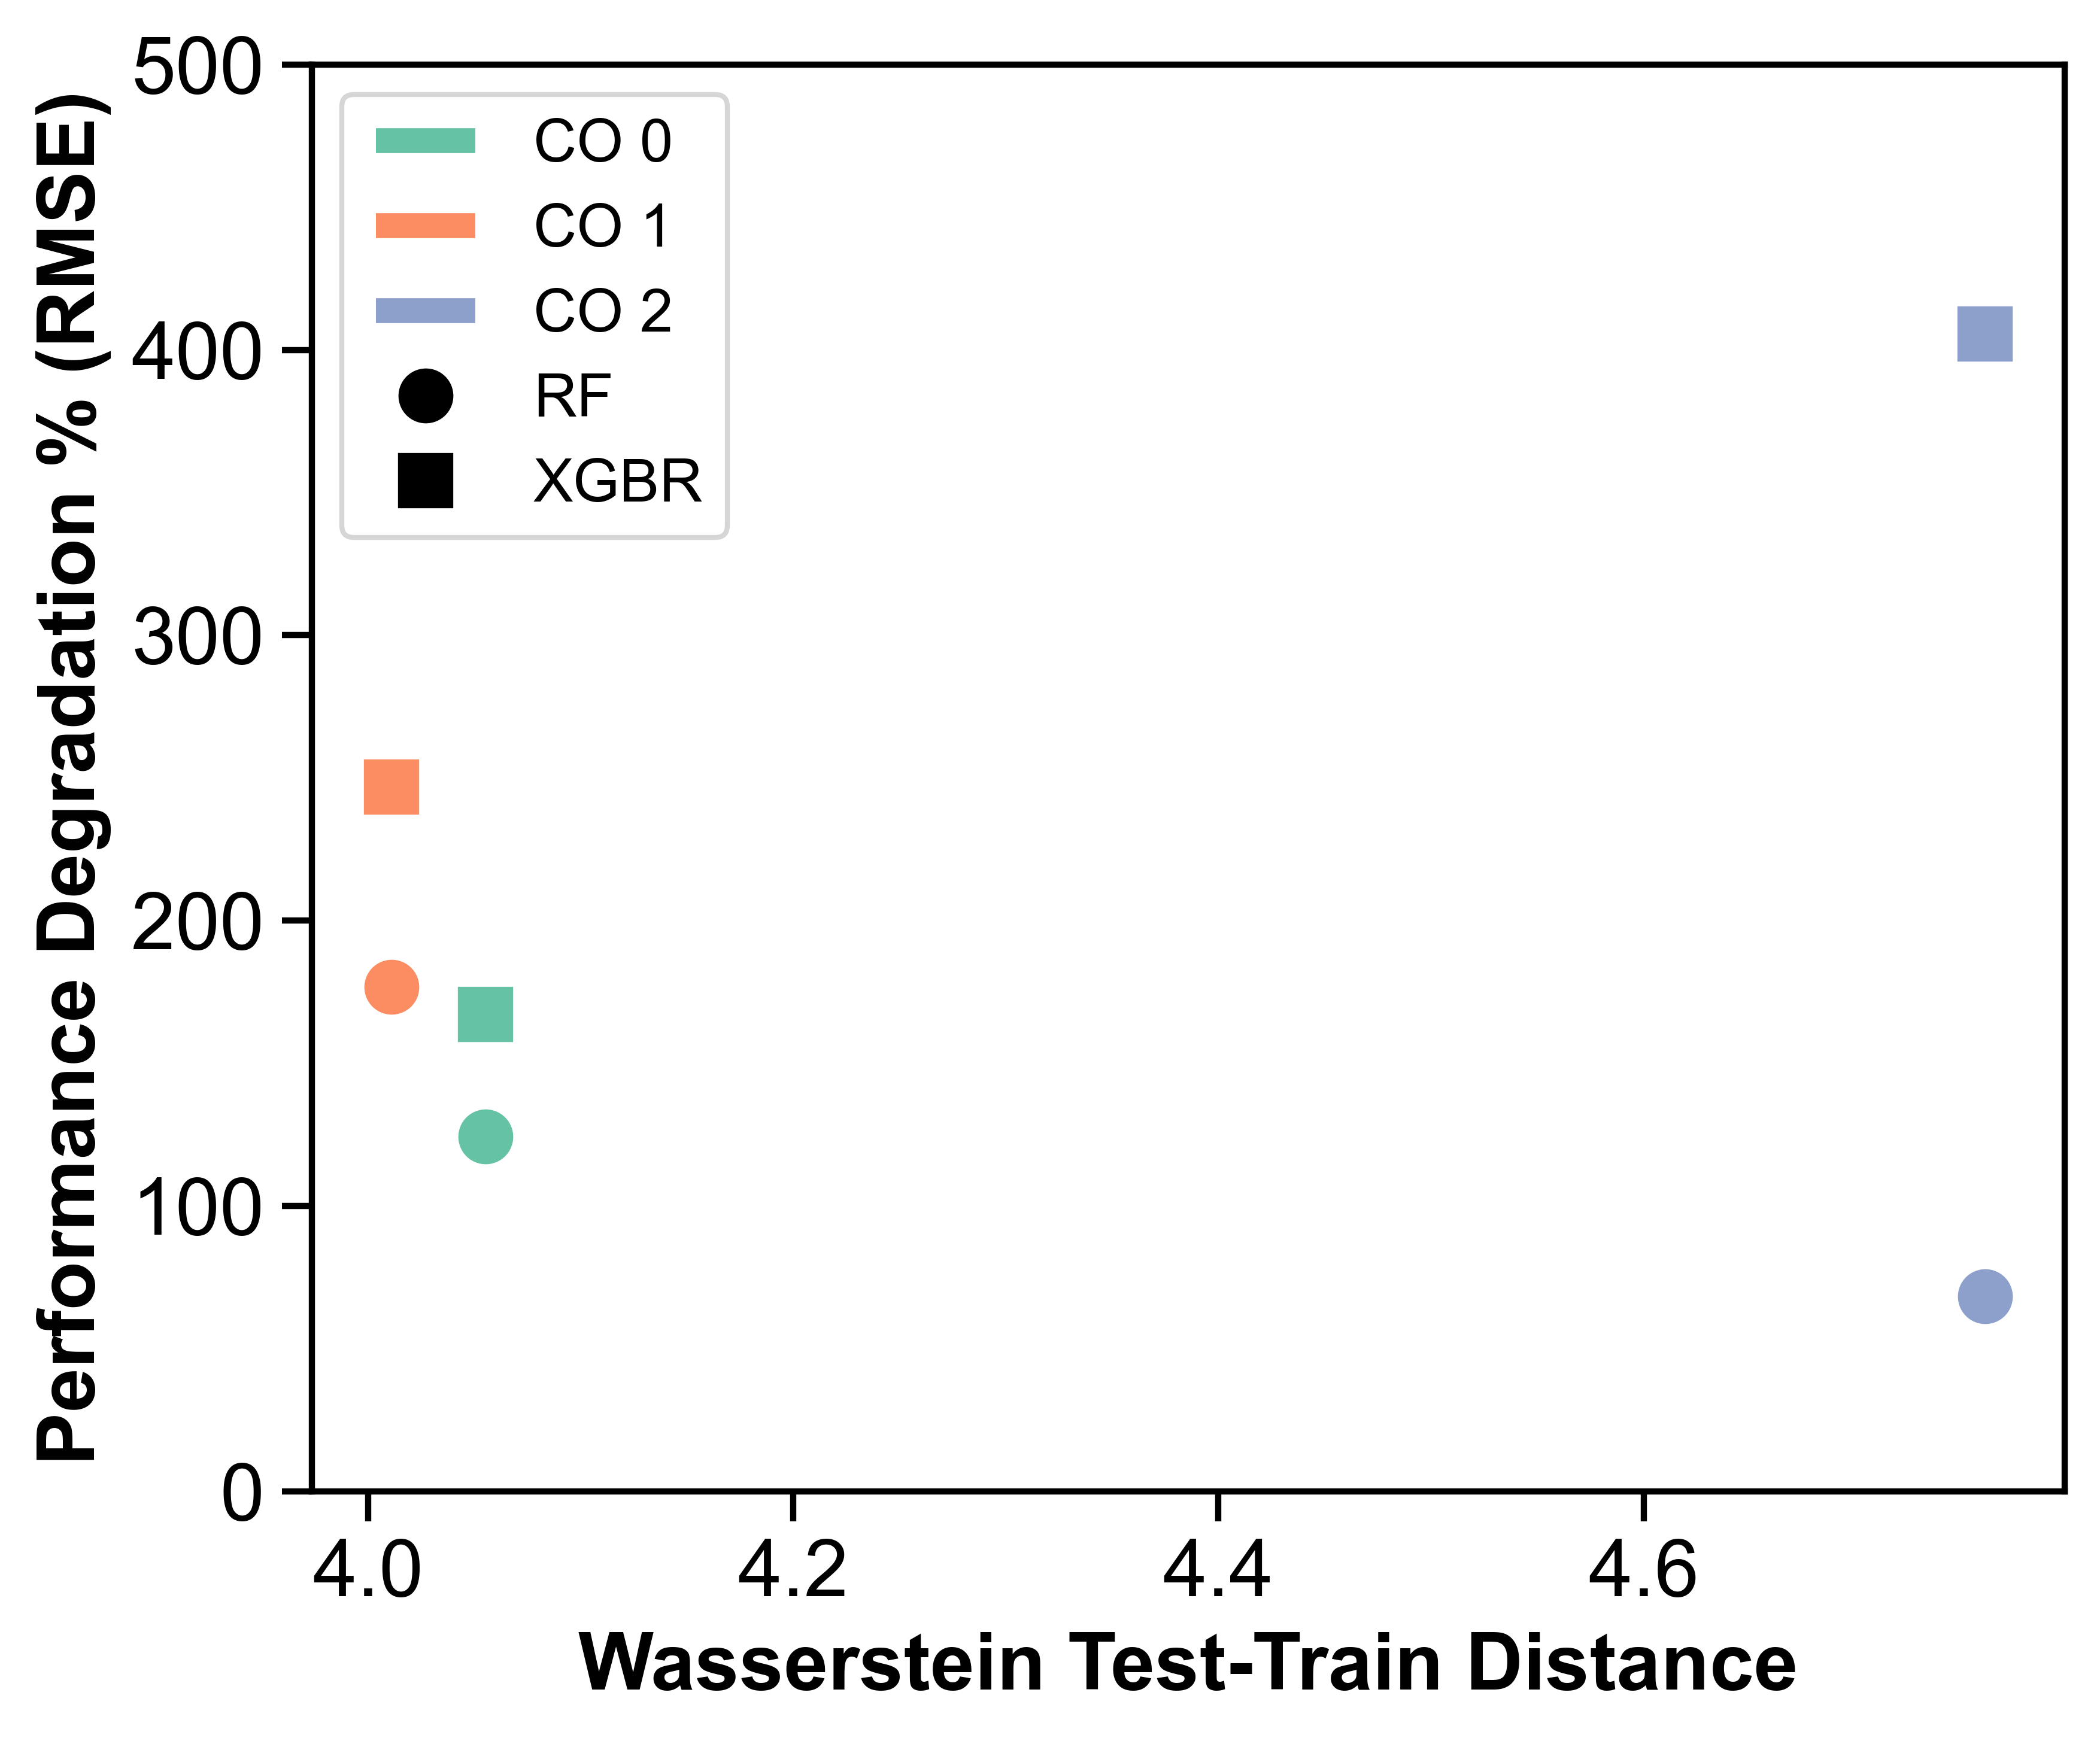 Performance Degradation % (RMSE)
500
400
300
200
100
0
CO 0
CO 1
CO 2
RF
XGBR
4.0 4.2 4.4 4.6
Wasserstein Test-Train Distance